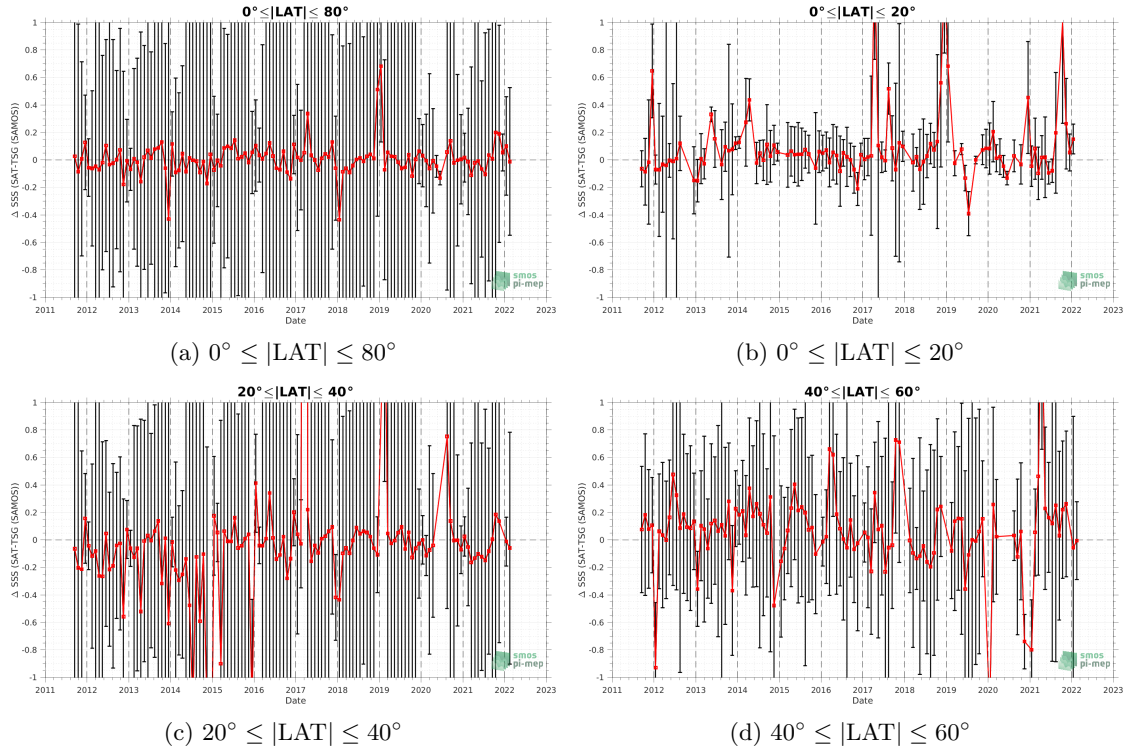 0°≤|LAT|≤ 80°
Δ SSS (SAT-TSG (SAMOS))
1
0.8
0.6
0.4
0.2
0
-0.2
-0.4
-0.6
-0.8
-1
smos
pi-mep
2011 2012 2013 2014 2015 2016 2017 2018 2019 2020 2021 2022 2023
Date
(a) 0° ≤ |LAT| ≤ 80°
0°≤|LAT|≤ 20°
Δ SSS (SAT-TSG (SAMOS))
1
0.8
0.6
0.4
0.2
0
-0.2
-0.4
-0.6
-0.8
-1
smos
pi-mep
2011 2012 2013 2014 2015 2016 2017 2018 2019 2020 2021 2022 2023
Date
(b) 0° ≤ |LAT| ≤ 20°
20°≤|LAT|≤ 40°
Δ SSS (SAT-TSG (SAMOS))
1
0.8
0.6
0.4
0.2
0
-0.2
-0.4
-0.6
-0.8
-1
smos
pi-mep
2011 2012 2013 2014 2015 2016 2017 2018 2019 2020 2021 2022 2023
Date
(c) 20° ≤ |LAT| ≤ 40°
40°≤|LAT|≤ 60°
Δ SSS (SAT-TSG (SAMOS))
1
0.8
0.6
0.4
0.2
0
-0.2
-0.4
-0.6
-0.8
-1
smos
pi-mep
2011 2012 2013 2014 2015 2016 2017 2018 2019 2020 2021 2022 2023
Date
(d) 40° ≤ |LAT| ≤ 60°